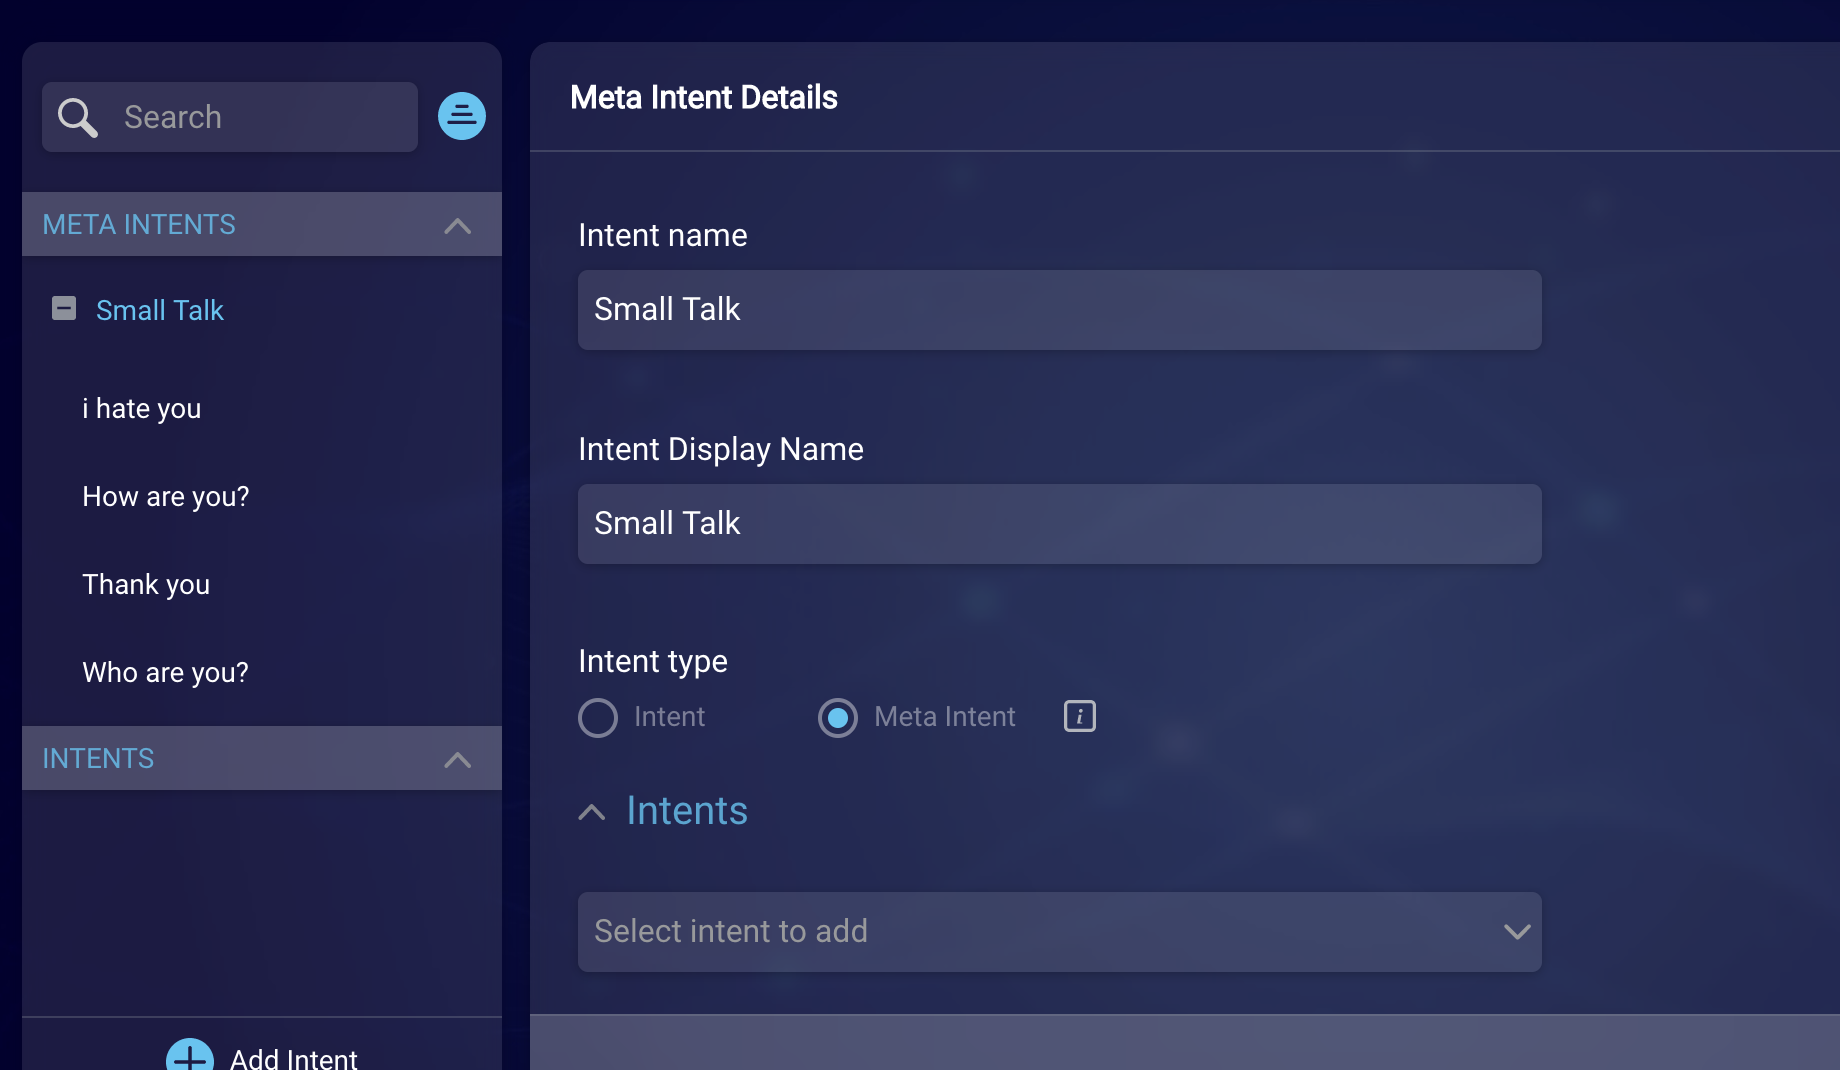 Search
META INTENTS
Small Talk
i hate you
How are you?
Thank you
Who are you?
INTENTS
Add Intent
Meta Intent Details
Intent name
Small Talk
Intent Display Name
Small Talk
Intent type
Intent
Meta Intent
i
Intents
Select intent to add